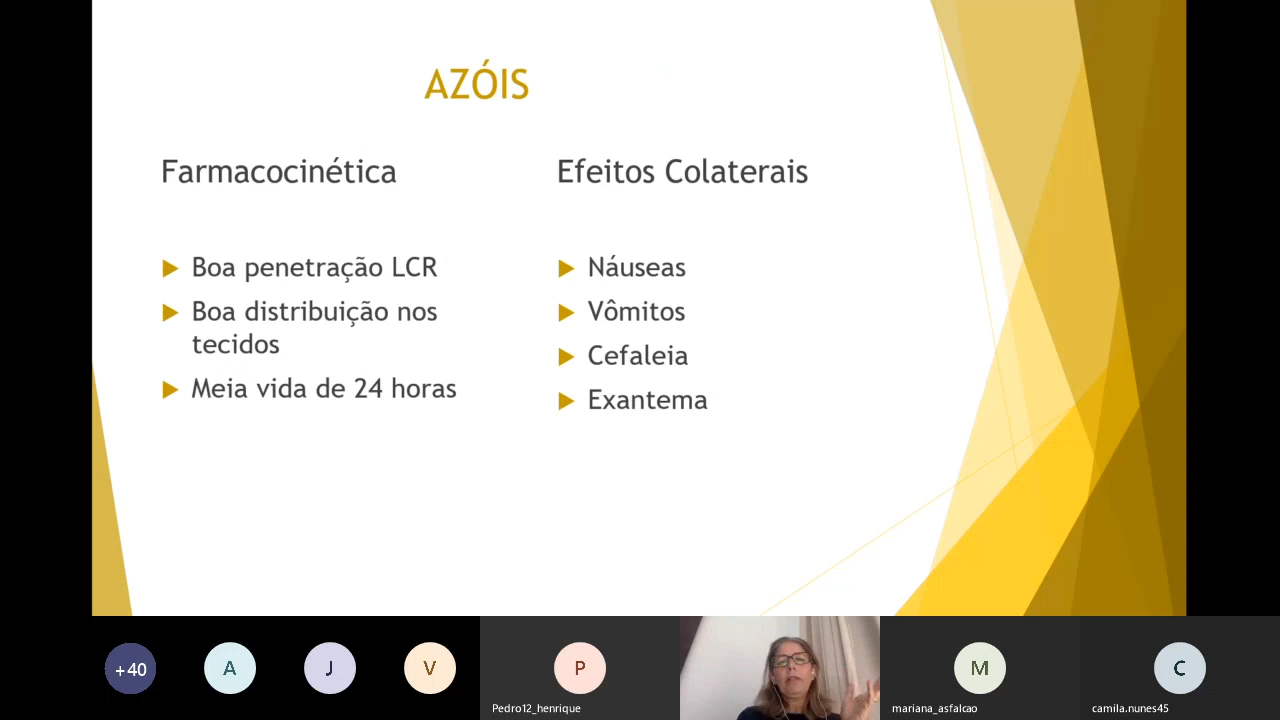 AZÓIS
Farmacocinética
Boa penetração LCR
Boa distribuição nos
tecidos
Meia vida de 24 horas
Efeitos Colaterais
Náuseas
Vômitos
Cefaleia
Exantema
+40
A
J
V
P
Pedro12_henrique
M
mariana_asfalcao
C
camila.nunes45